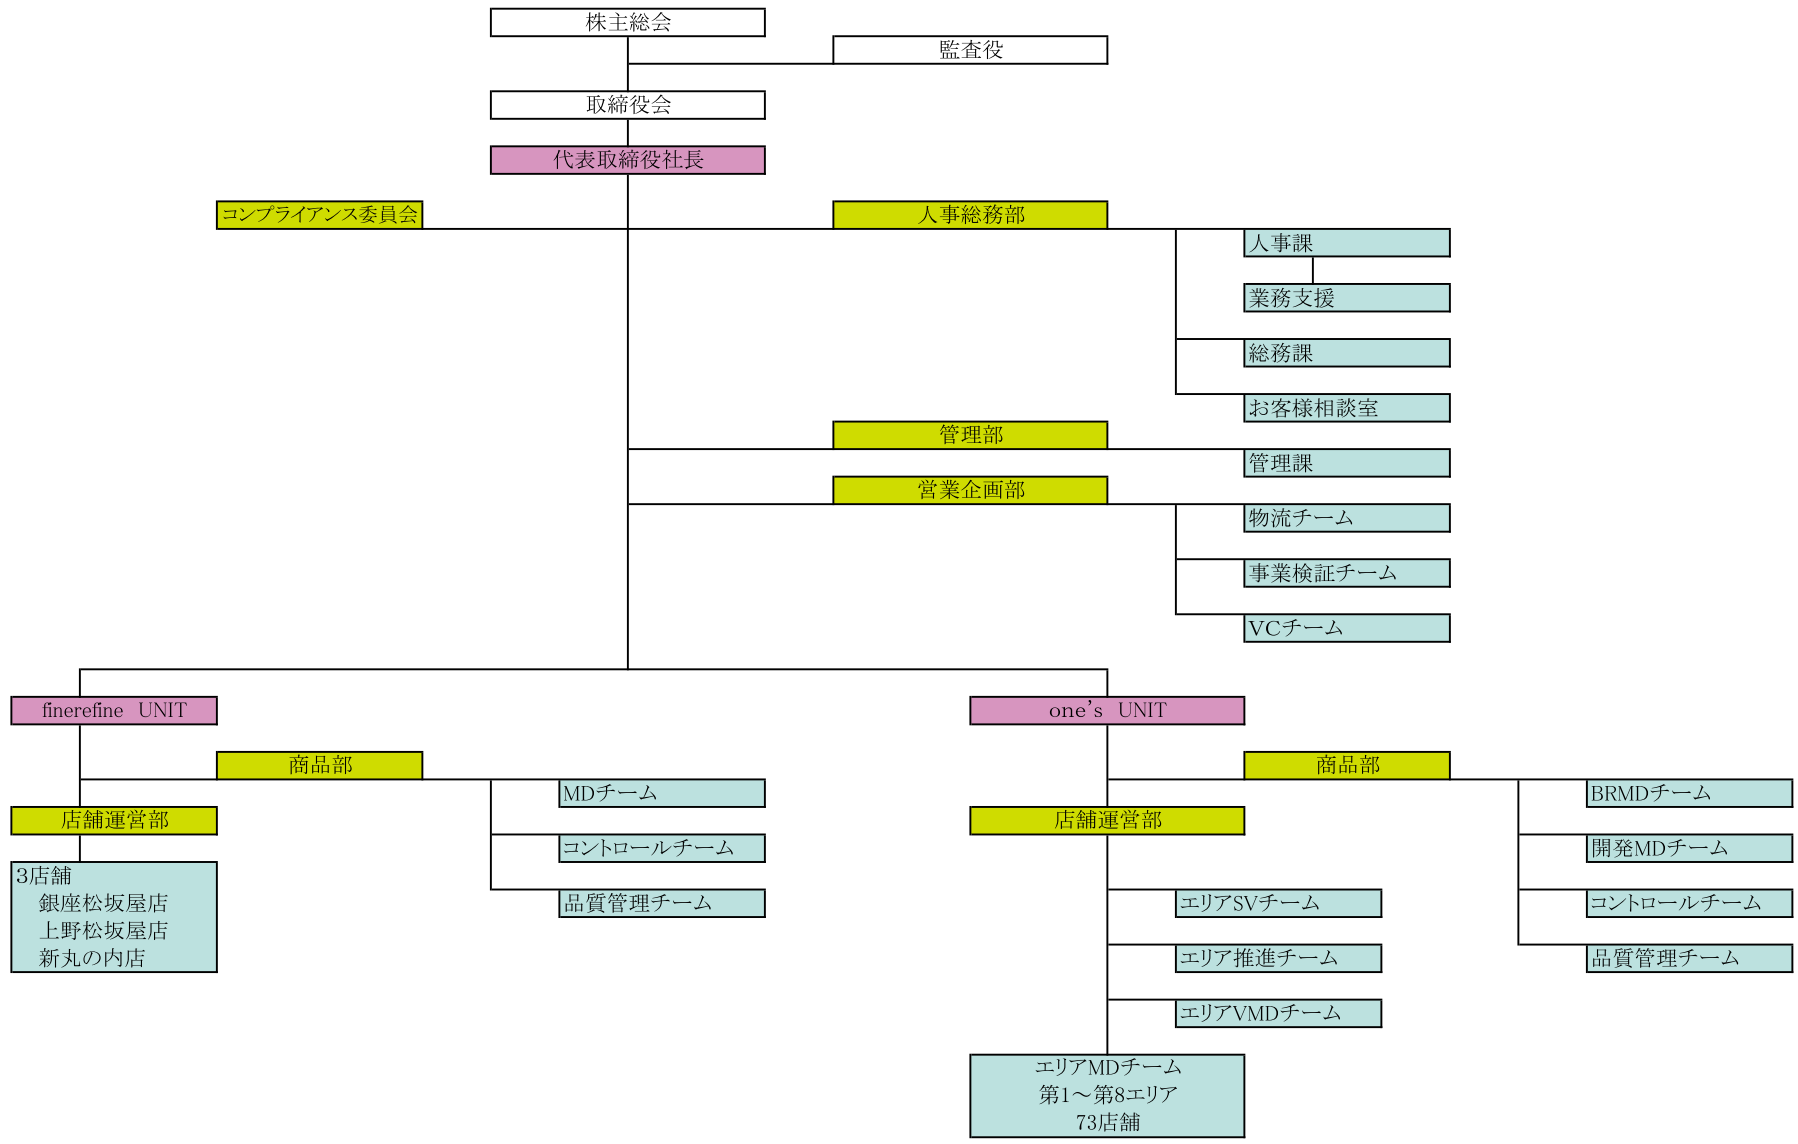 株主総会
監査役
取締役会
代表取締役社長
コンプライアンス委員会
人事総務部
人事課
業務支援
総務課
お客様相談室
管理部
管理課
営業企画部
物流チーム
事業検証チーム
VCチーム
finerefine　UNIT
one’s　UNIT
商品部
MDチーム
コントロールチーム
品質管理チーム
店舗運営部
3店舗
銀座松坂屋店
上野松坂屋店
新丸の内店
商品部
BRMDチーム
開発MDチーム
コントロールチーム
品質管理チーム
店舗運営部
エリアSVチーム
エリア推進チーム
エリアVMDチーム
エリアMDチーム
第1～第8エリア
73店舗